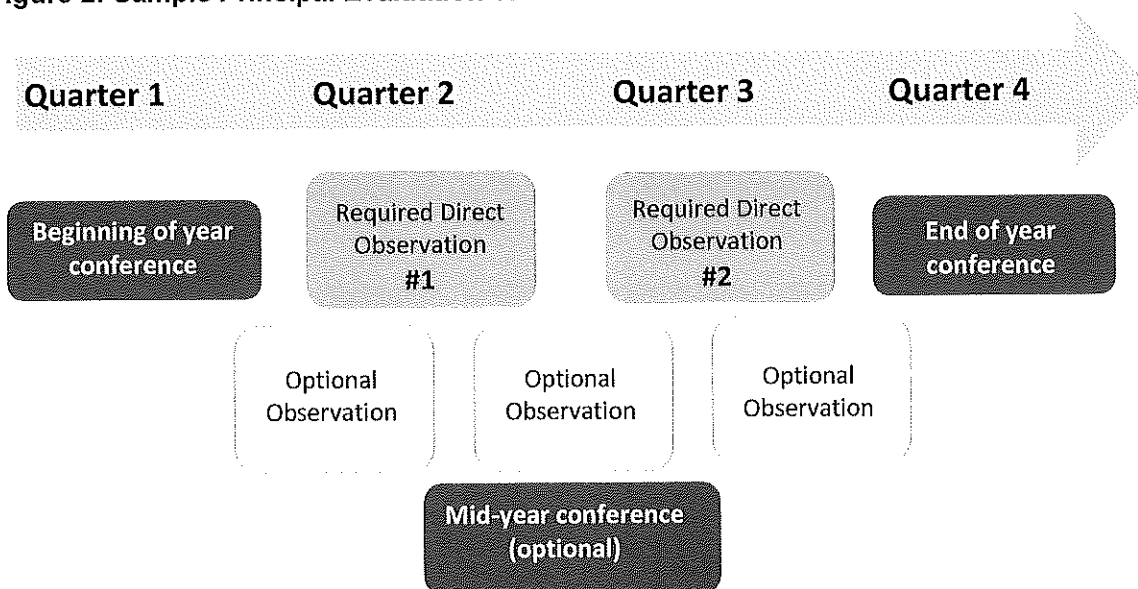 Quarter 1 Quarter 2 Quarter 3 Quarter 4
Beginning of year
conference
Required Direct
Observation
#1
Required Direct
Observation
#2
End of year
conference
Optional
Observation
Optional
Observation
Optional
Observation
Mid-year conference
(optional)